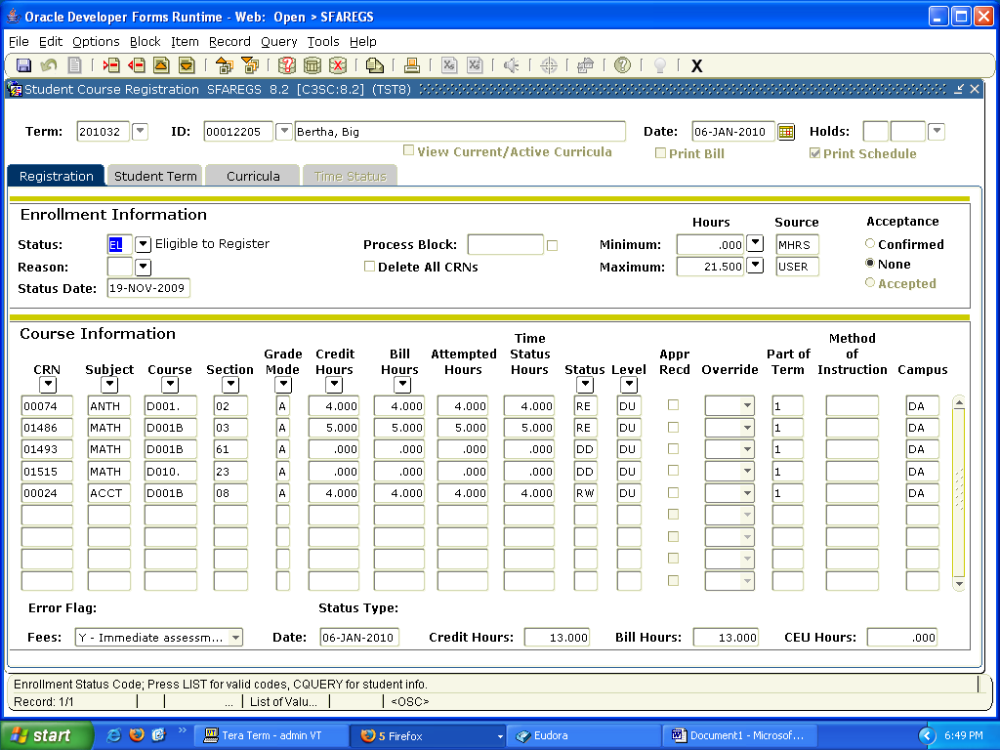 Oracle Developer Forms Runtime - Web: Open > SFAREGS
File Edit Options Block Item Record Query Tools Help
X
Student Course Registration SFAREGS 8.2 [C3SC:8.2] (TST8)
Term: 201032 ID: 00012205 Bertha, Big Date: 06-JAN-2010 Holds:
View Current/Active Curricula Print Bill Print Schedule
Registration Student Term Curricula Time Status
Enrollment Information
Hours Source Acceptance
Status: EL Eligible to Register Process Block: Minimum: .000 MHRS Confirmed
Reason: Delete All CRNs Maximum: 21.500 USER None
Status Date: 19-NOV-2009 Accepted
Course Information
Time Method
Grade Credit Bill Attempted Status Appr Part of of
CRN Subject Course Section Mode Hours Hours Hours Hours Status Level Recd Override Term Instruction Campus
00074 ANTH D001. 02 A 4.000 4.000 4.000 4.000 RE DU 1 DA
01486 MATH D001B 03 A 5.000 5.000 5.000 5.000 RE DU 1 DA
01493 MATH D001B 61 A .000 .000 .000 .000 DD DU 1 DA
01515 MATH D010. 23 A .000 .000 .000 .000 DD DU 1 DA
00024 ACCT D001B 08 A 4.000 4.000 4.000 4.000 RW DU 1 DA
Error Flag: Status Type:
Fees: Y - Immediate assessm... Date: 06-JAN-2010 Credit Hours: 13.000 Bill Hours: 13.000 CEU Hours: .000
Enrollment Status Code; Press LIST for valid codes, CQUERY for student info.
Record: 1/1 ... List of Valu... <OSC>
start Tera Term - admin VT 5 Firefox Eudora Document1 - Microsof... 6:49 PM